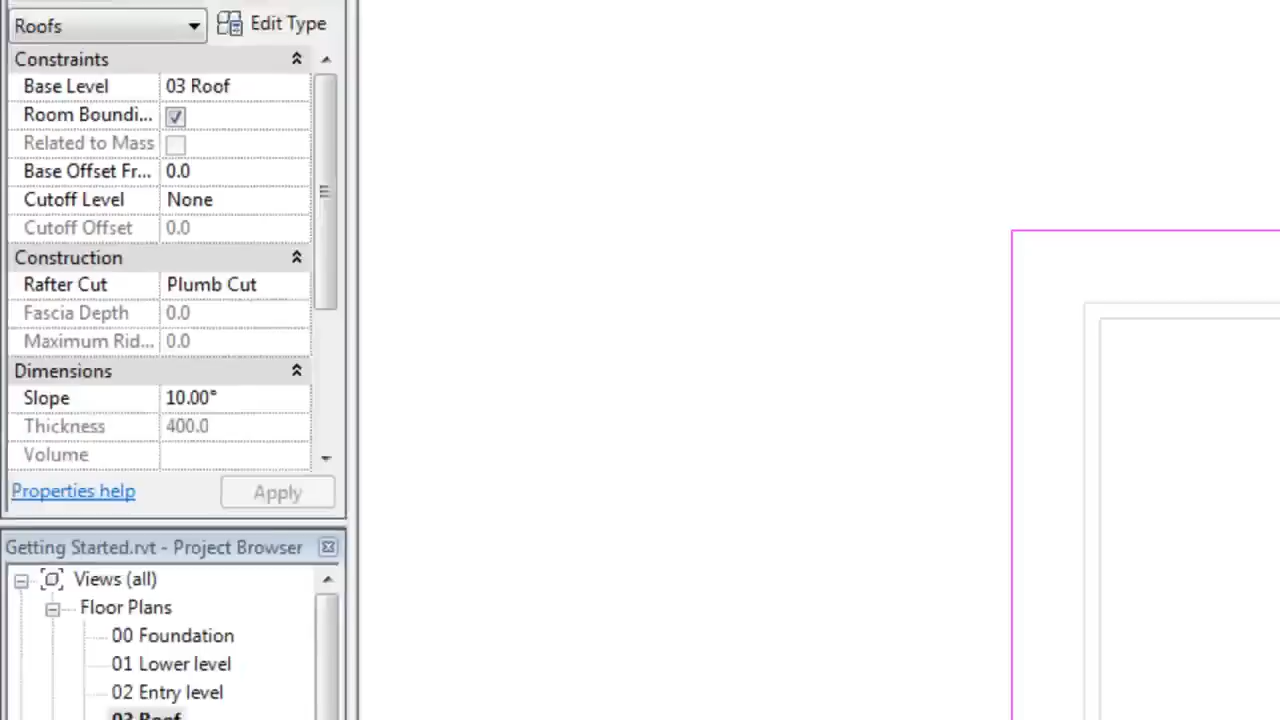 Roofs Edit Type
Constraints
Base Level 03 Roof
Room Boundi...
Related to Mass
Base Offset Fr... 0.0
Cutoff Level None
Cutoff Offset 0.0
Construction
Rafter Cut Plumb Cut
Fascia Depth 0.0
Maximum Rid... 0.0
Dimensions
Slope 10.00°
Thickness 400.0
Volume
Properties help Apply
Getting Started.rvt - Project Browser
Views (all)
Floor Plans
00 Foundation
01 Lower level
02 Entry level
03 Roof